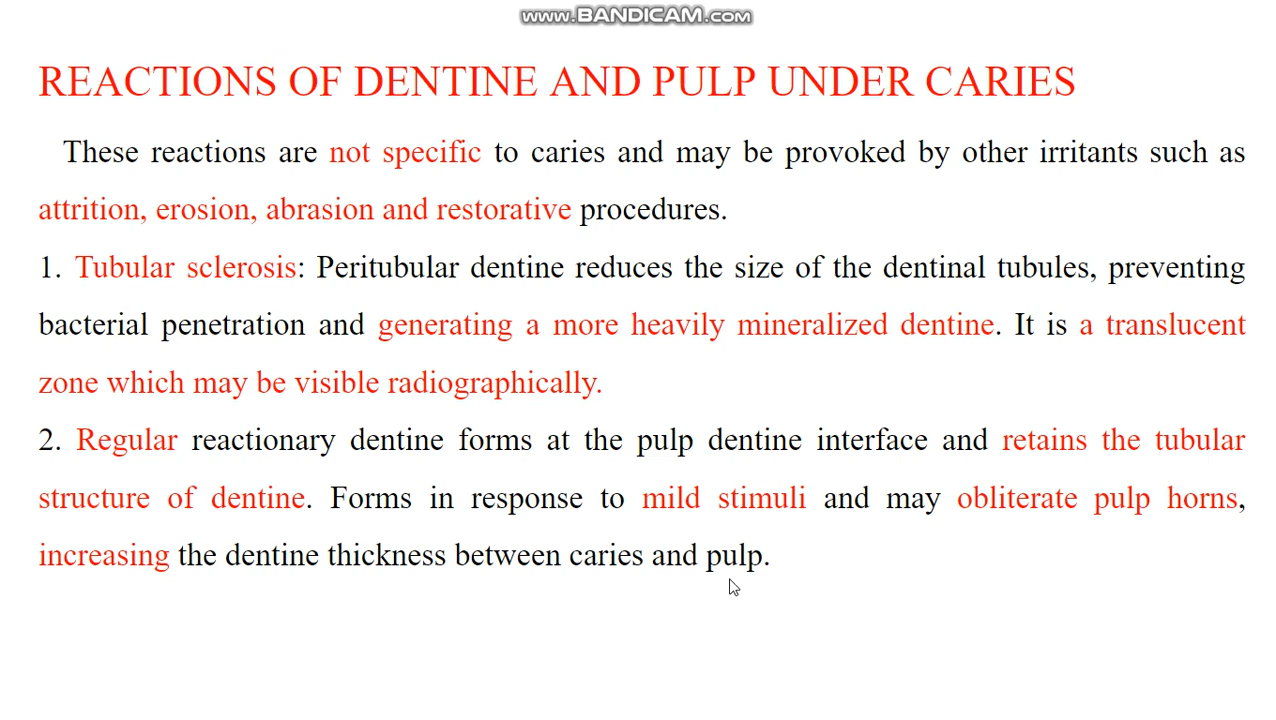 www.BANDICAM.com
REACTIONS OF DENTINE AND PULP UNDER CARIES
These reactions are not specific to caries and may be provoked by other irritants such as
attrition, erosion, abrasion and restorative procedures.
1. Tubular sclerosis: Peritubular dentine reduces the size of the dentinal tubules, preventing
bacterial penetration and generating a more heavily mineralized dentine. It is a translucent
zone which may be visible radiographically.
2. Regular reactionary dentine forms at the pulp dentine interface and retains the tubular
structure of dentine. Forms in response to mild stimuli and may obliterate pulp horns,
increasing the dentine thickness between caries and pulp.